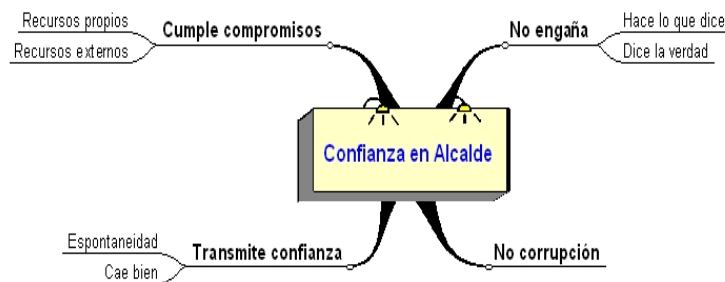 Recursos propios
Recursos externos
Cumple compromisos
No engaña
Hace lo que dice
Dice la verdad
Confianza en Alcalde
Espontaneidad
Cae bien
Transmite confianza
No corrupción